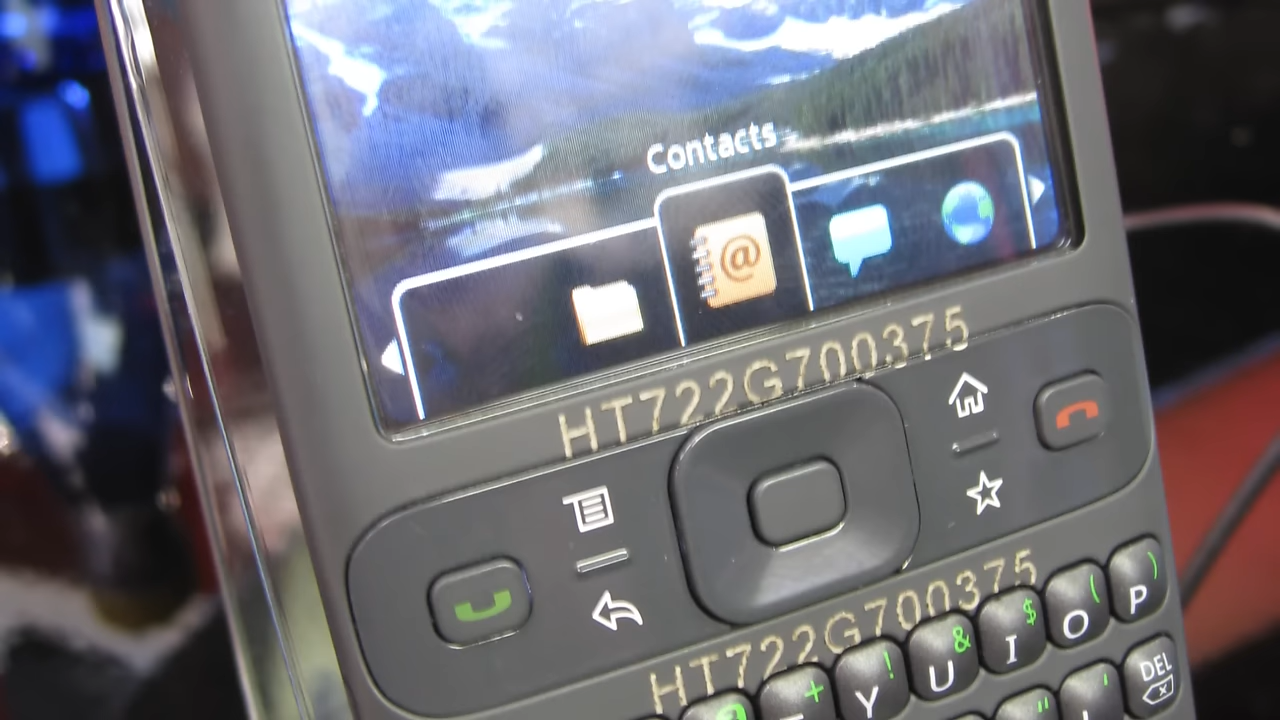 Contacts
@
HT722G700375
HT722G700375
+ ! & $ ( )
Y U I O P
" '
DEL